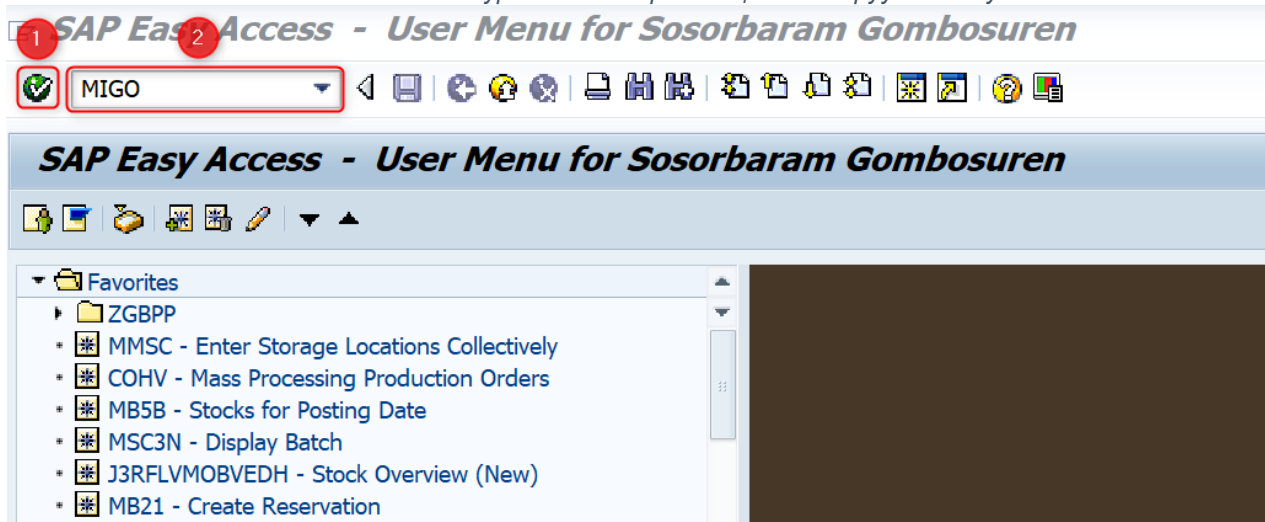 SAP Easy Access - User Menu for Sosorbaram Gombosuren
1
2
MIGO
SAP Easy Access - User Menu for Sosorbaram Gombosuren
Favorites
ZGBPP
MMSC - Enter Storage Locations Collectively
COHV - Mass Processing Production Orders
MB5B - Stocks for Posting Date
MSC3N - Display Batch
J3RFLVMOBVEDH - Stock Overview (New)
MB21 - Create Reservation